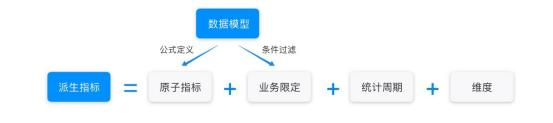 数据模型
公式定义 条件过滤
派生指标 = 原子指标 + 业务限定 + 统计周期 + 维度